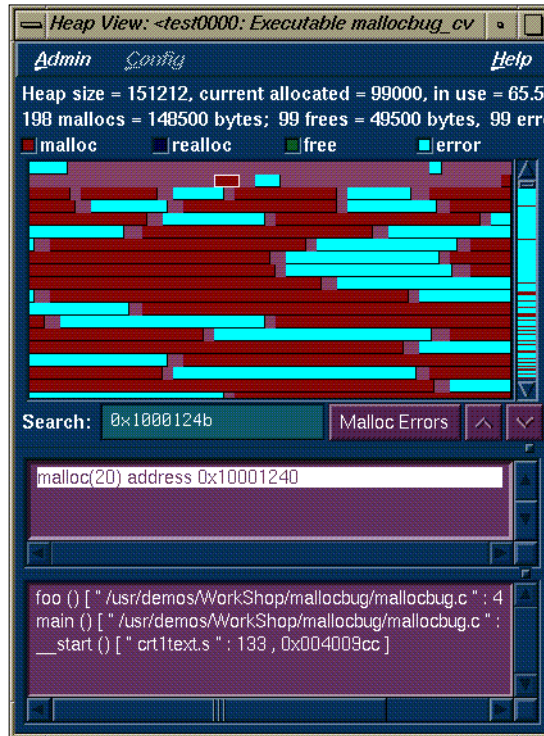 Heap View: <test0000: Executable mallocbug_cv
Admin Config Help
Heap size = 151212, current allocated = 99000, in use = 65.5
198 mallocs = 148500 bytes; 99 frees = 49500 bytes, 99 erro
malloc realloc free error
Search: 0x1000124b Malloc Errors
malloc(20) address 0x10001240
foo () [ " /usr/demos/WorkShop/mallocbug/mallocbug.c " : 4
main () [ " /usr/demos/WorkShop/mallocbug/mallocbug.c " :
__start () [ " crt1text.s " : 133 , 0x004009cc ]